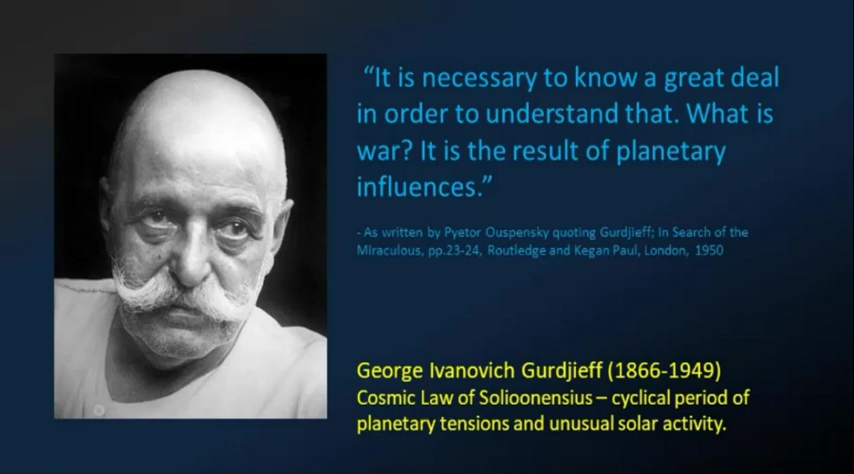 “It is necessary to know a great deal
in order to understand that. What is
war? It is the result of planetary
influences.”
- As written by Pyetor Ouspensky quoting Gurdjieff; In Search of the
Miraculous, pp.23-24, Routledge and Kegan Paul, London, 1950
George Ivanovich Gurdjieff (1866-1949)
Cosmic Law of Solioonensius – cyclical period of
planetary tensions and unusual solar activity.